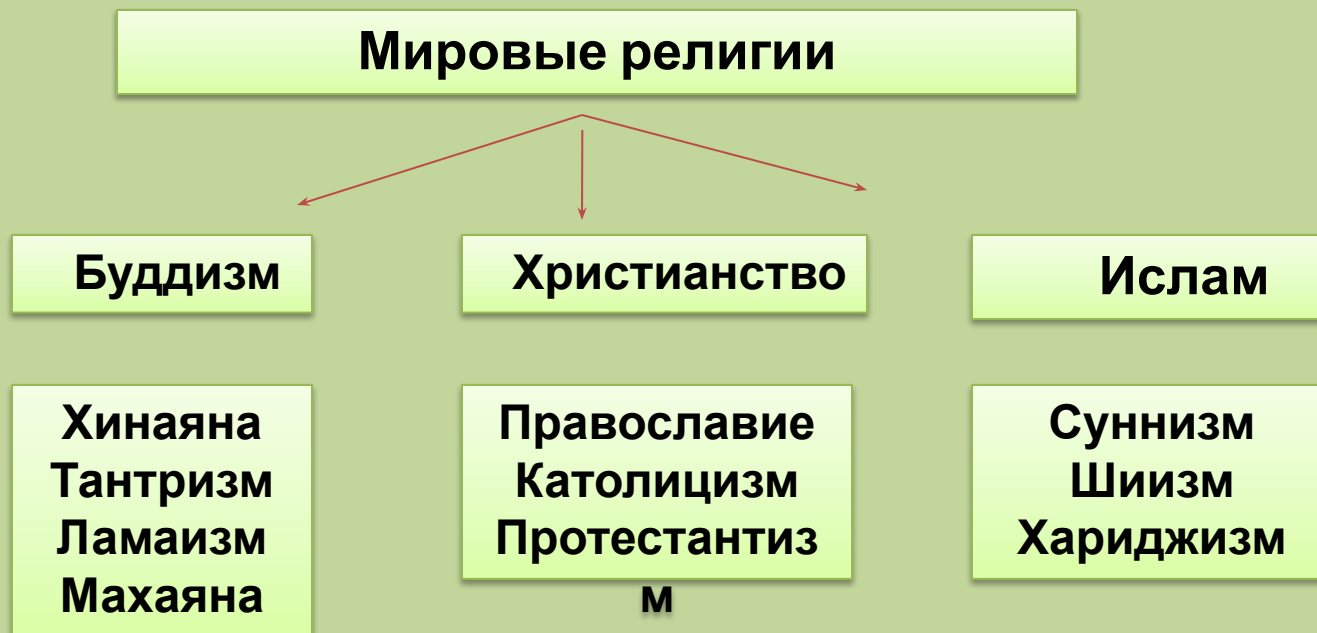 Мировые религии
Буддизм
Христианство
Ислам
Хинаяна
Тантризм
Ламаизм
Махаяна
Православие
Католицизм
Протестантиз
м
Суннизм
Шиизм
Хариджизм